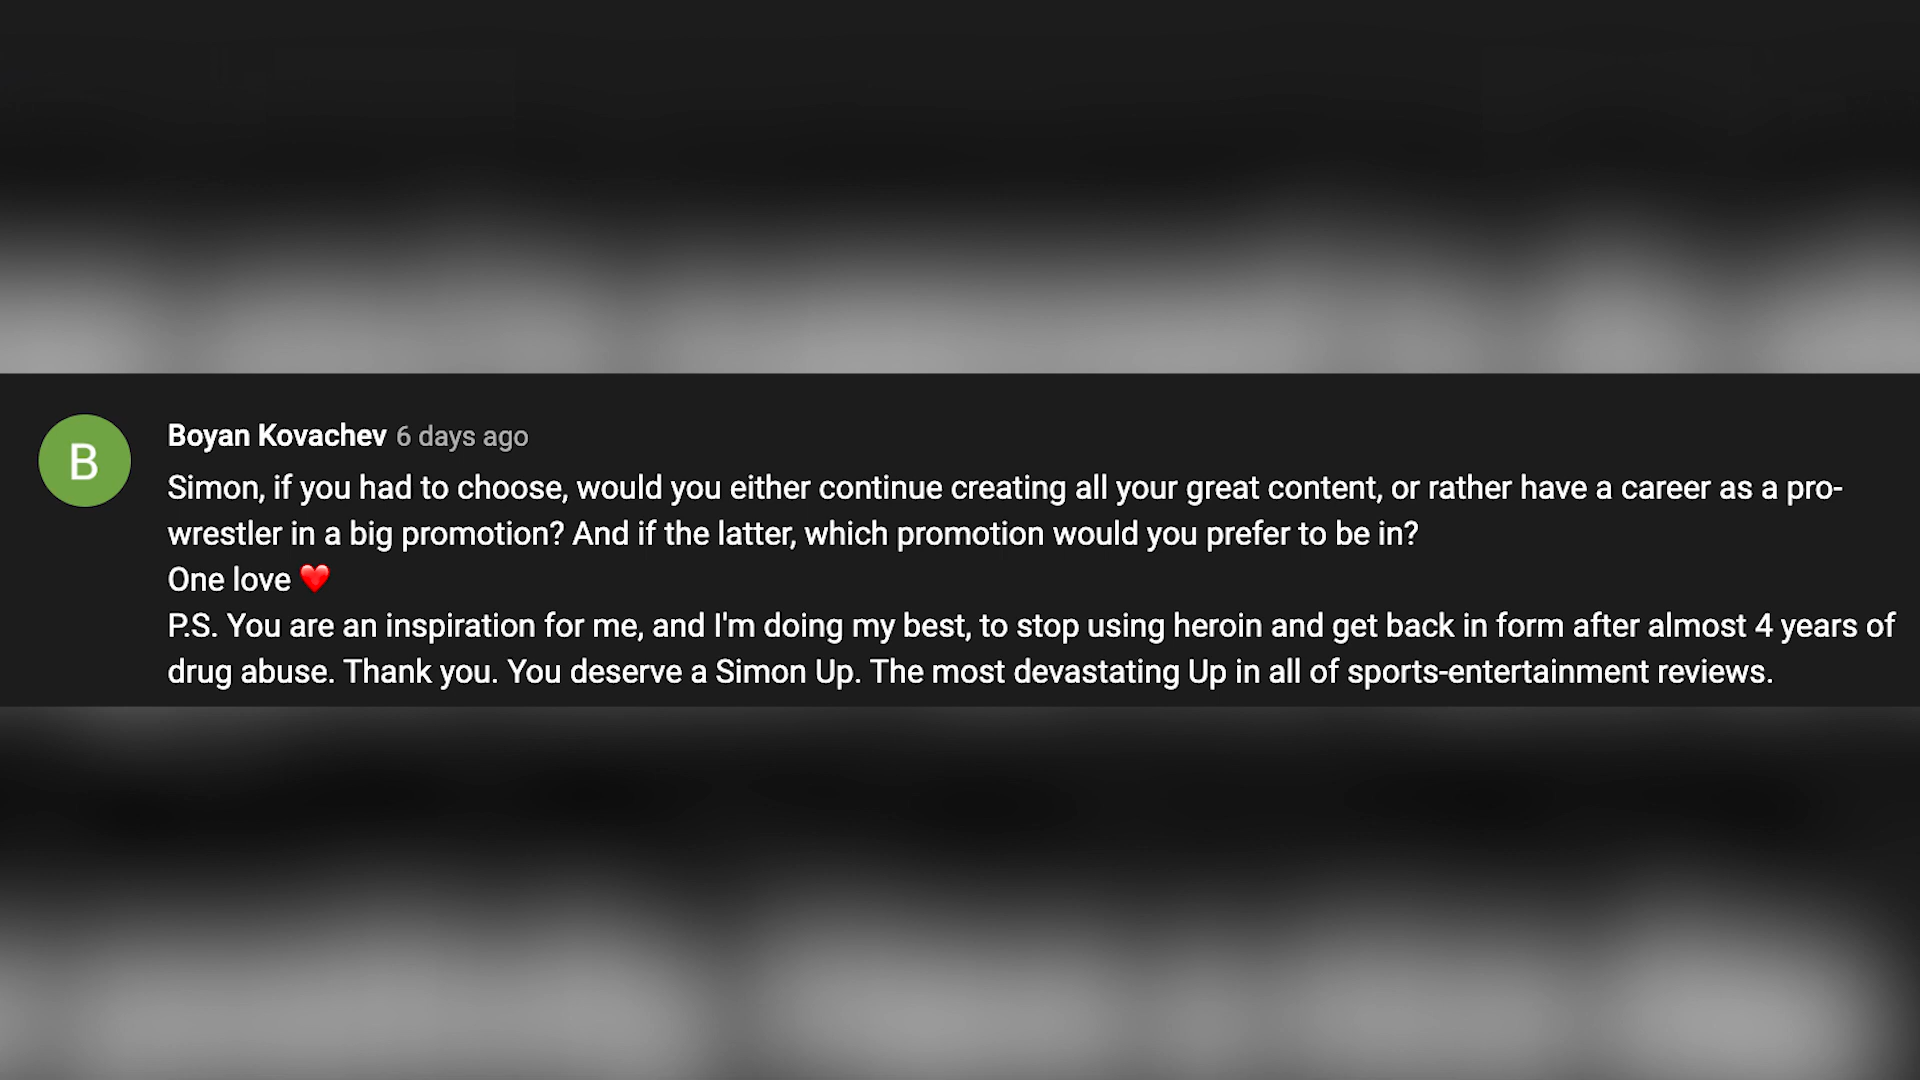 B
Boyan Kovachev 6 days ago
Simon, if you had to choose, would you either continue creating all your great content, or rather have a career as a pro-
wrestler in a big promotion? And if the latter, which promotion would you prefer to be in?
One love ❤️
P.S. You are an inspiration for me, and I'm doing my best, to stop using heroin and get back in form after almost 4 years of
drug abuse. Thank you. You deserve a Simon Up. The most devastating Up in all of sports-entertainment reviews.